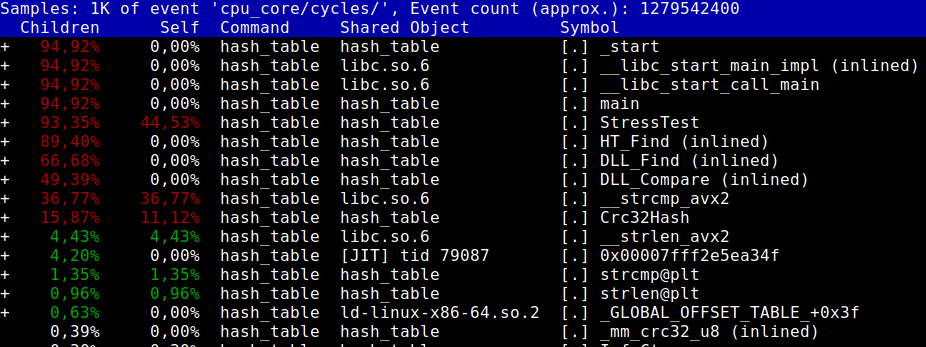 Samples: 1K of event 'cpu_core/cycles/', Event count (approx.): 1279542400
Children Self Command Shared Object Symbol
+ 94,92% 0,00% hash_table hash_table [.] _start
+ 94,92% 0,00% hash_table libc.so.6 [.] __libc_start_main_impl (inlined)
+ 94,92% 0,00% hash_table libc.so.6 [.] __libc_start_call_main
+ 94,92% 0,00% hash_table hash_table [.] main
+ 93,35% 44,53% hash_table hash_table [.] StressTest
+ 89,40% 0,00% hash_table hash_table [.] HT_Find (inlined)
+ 66,68% 0,00% hash_table hash_table [.] DLL_Find (inlined)
+ 49,39% 0,00% hash_table hash_table [.] DLL_Compare (inlined)
+ 36,77% 36,77% hash_table libc.so.6 [.] __strcmp_avx2
+ 15,87% 11,12% hash_table hash_table [.] Crc32Hash
+ 4,43% 4,43% hash_table libc.so.6 [.] __strlen_avx2
+ 4,20% 0,00% hash_table [JIT] tid 79087 [.] 0x00007fff2e5ea34f
+ 1,35% 1,35% hash_table hash_table [.] strcmp@plt
+ 0,96% 0,96% hash_table hash_table [.] strlen@plt
+ 0,63% 0,00% hash_table ld-linux-x86-64.so.2 [.] _GLOBAL_OFFSET_TABLE_+0x3f
0,39% 0,00% hash_table hash_table [.] _mm_crc32_u8 (inlined)